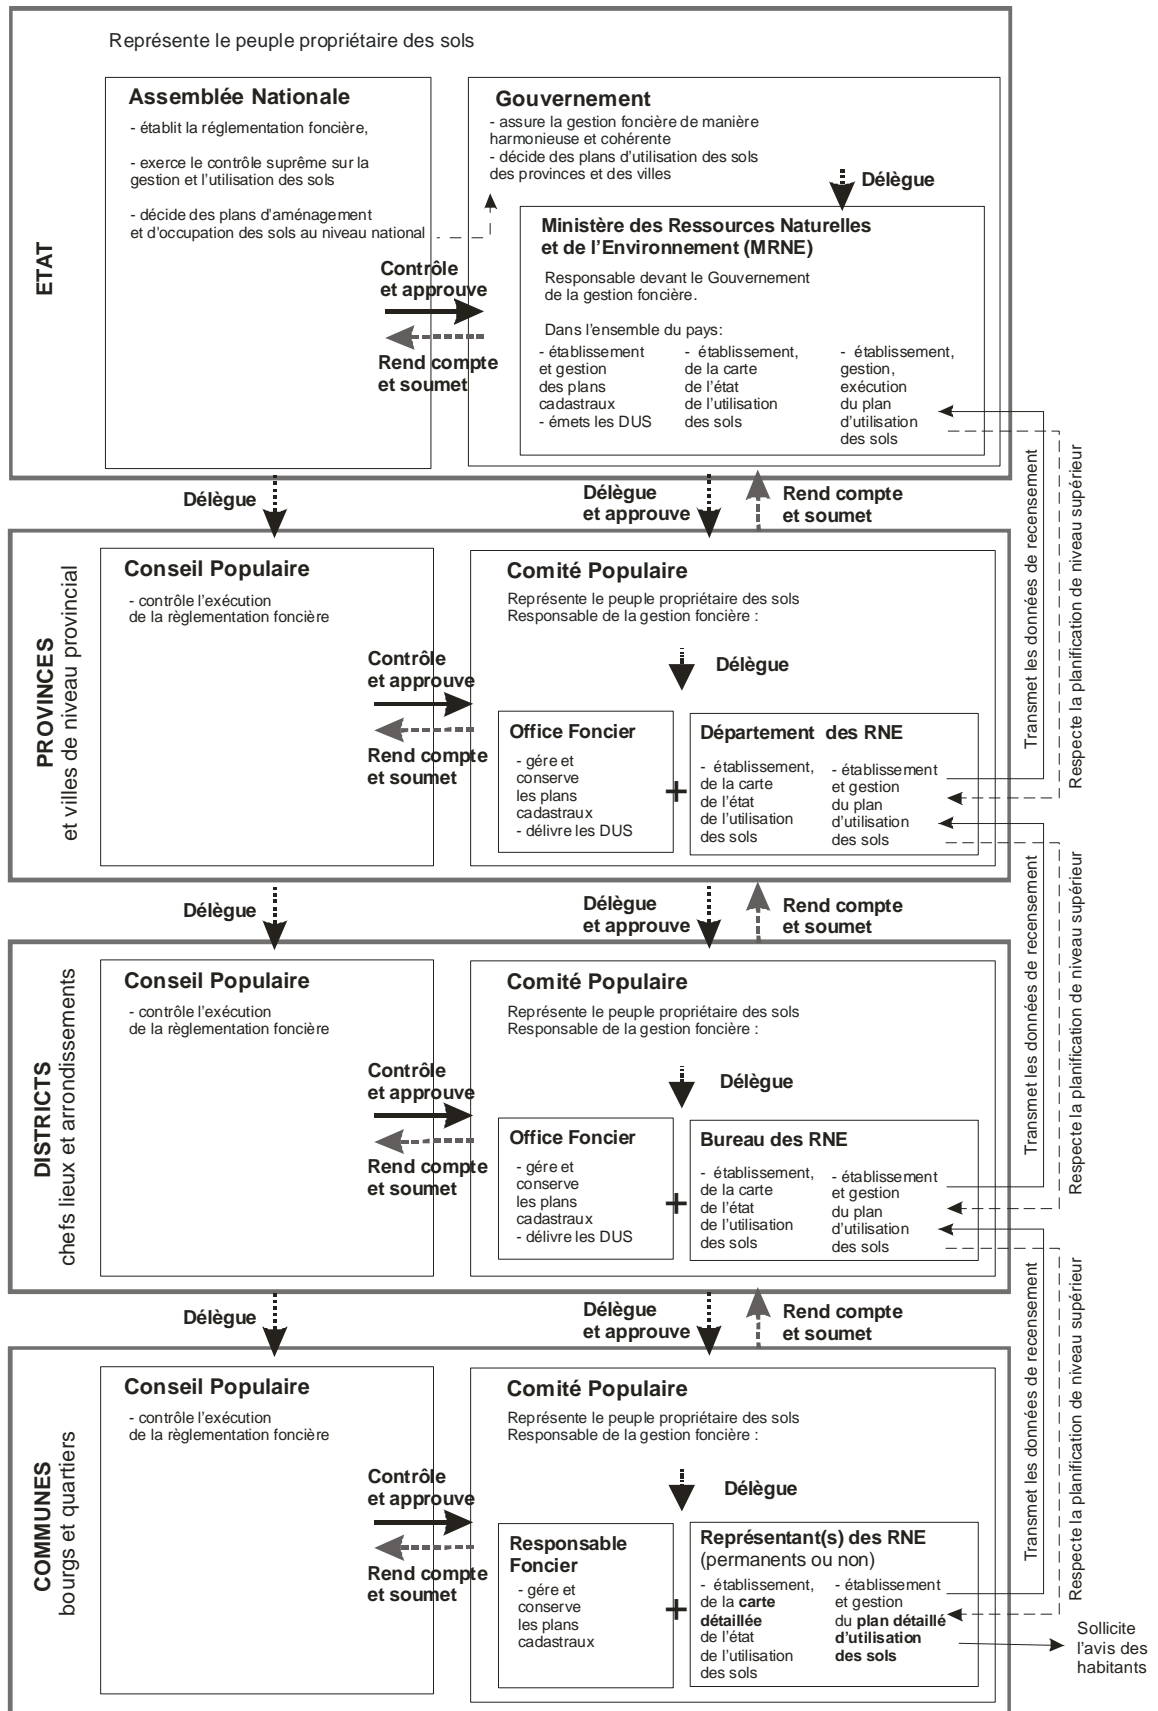 Représente le peuple propriétaire des sols
ETAT
Assemblée Nationale
- établit la réglementation foncière,
- exerce le contrôle suprême sur la
gestion et l'utilisation des sols
- décide des plans d'aménagement
et d'occupation des sols au niveau national
Gouvernement
- assure la gestion foncière de manière
harmonieuse et cohérente
- décide des plans d'utilisation des sols
des provinces et des villes
Délègue
Contrôle
et approuve
Rend compte
et soumet
Ministère des Ressources Naturelles
et de l'Environnement (MRNE)
Responsable devant le Gouvernement
de la gestion foncière.
Dans l'ensemble du pays:
- établissement
et gestion
des plans
cadastraux
- émets les DUS
- établissement,
de la carte
de l'état
de l'utilisation
des sols
- établissement,
gestion,
exécution
du plan
d'utilisation
des sols
Délègue
Délègue
et approuve
Rend compte
et soumet
Transmet les données de recensement
Respecte la planification de niveau supérieur
PROVINCES
et villes de niveau provincial
Conseil Populaire
- contrôle l'exécution
de la règlementation foncière
Comité Populaire
Représente le peuple propriétaire des sols
Responsable de la gestion foncière :
Contrôle
et approuve
Rend compte
et soumet
Délègue
Office Foncier
- gére et
conserve
les plans
cadastraux
- délivre les DUS
+
Département des RNE
- établissement,
de la carte
de l'état
de l'utilisation
des sols
- établissement
et gestion
du plan
d'utilisation
des sols
Délègue
Délègue
et approuve
Rend compte
et soumet
Transmet les données de recensement
Respecte la planification de niveau supérieur
DISTRICTS
chefs lieux et arrondissements
Conseil Populaire
- contrôle l'exécution
de la règlementation foncière
Comité Populaire
Représente le peuple propriétaire des sols
Responsable de la gestion foncière :
Contrôle
et approuve
Rend compte
et soumet
Délègue
Office Foncier
- gére et
conserve
les plans
cadastraux
- délivre les DUS
+
Bureau des RNE
- établissement,
de la carte
de l'état
de l'utilisation
des sols
- établissement
et gestion
du plan
d'utilisation
des sols
Délègue
Délègue
et approuve
Rend compte
et soumet
Transmet les données de recensement
Respecte la planification de niveau supérieur
COMMUNES
bourgs et quartiers
Conseil Populaire
- contrôle l'exécution
de la règlementation foncière
Comité Populaire
Représente le peuple propriétaire des sols
Responsable de la gestion foncière :
Contrôle
et approuve
Rend compte
et soumet
Délègue
Responsable
Foncier
- gére et
conserve
les plans
cadastraux
+
Représentant(s) des RNE
(permanents ou non)
- établissement,
de la carte
détaillée
de l'état
de l'utilisation
des sols
- établissement
et gestion
du plan détaillé
d'utilisation
des sols
Sollicite
l'avis des
habitants